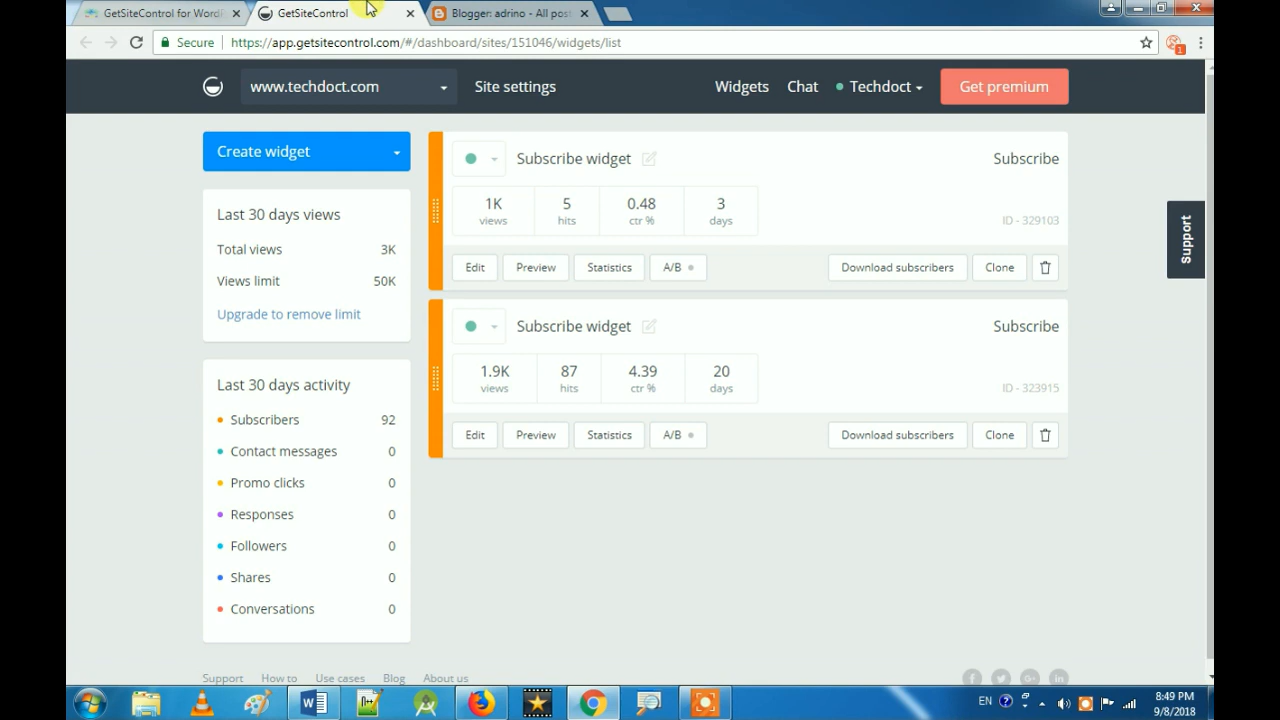 GetSiteControl for WordP
GetSiteControl
Blogger: adrino - All post
Secure
https://app.getsitecontrol.com/#/dashboard/sites/151046/widgets/list
1
www.techdoct.com
Site settings
Widgets
Chat
Techdoct
Get premium
Create widget
Last 30 days views
Total views 3K
Views limit 50K
Upgrade to remove limit
Last 30 days activity
Subscribers 92
Contact messages 0
Promo clicks 0
Responses 0
Followers 0
Shares 0
Conversations 0
Subscribe widget
Subscribe
1K 5 0.48 3
views hits ctr % days
ID - 329103
Edit Preview Statistics A/B Download subscribers Clone
Subscribe widget
Subscribe
1.9K 87 4.39 20
views hits ctr % days
ID - 323915
Edit Preview Statistics A/B Download subscribers Clone
Support
Support How to Use cases Blog About us
EN
8:49 PM
9/8/2018